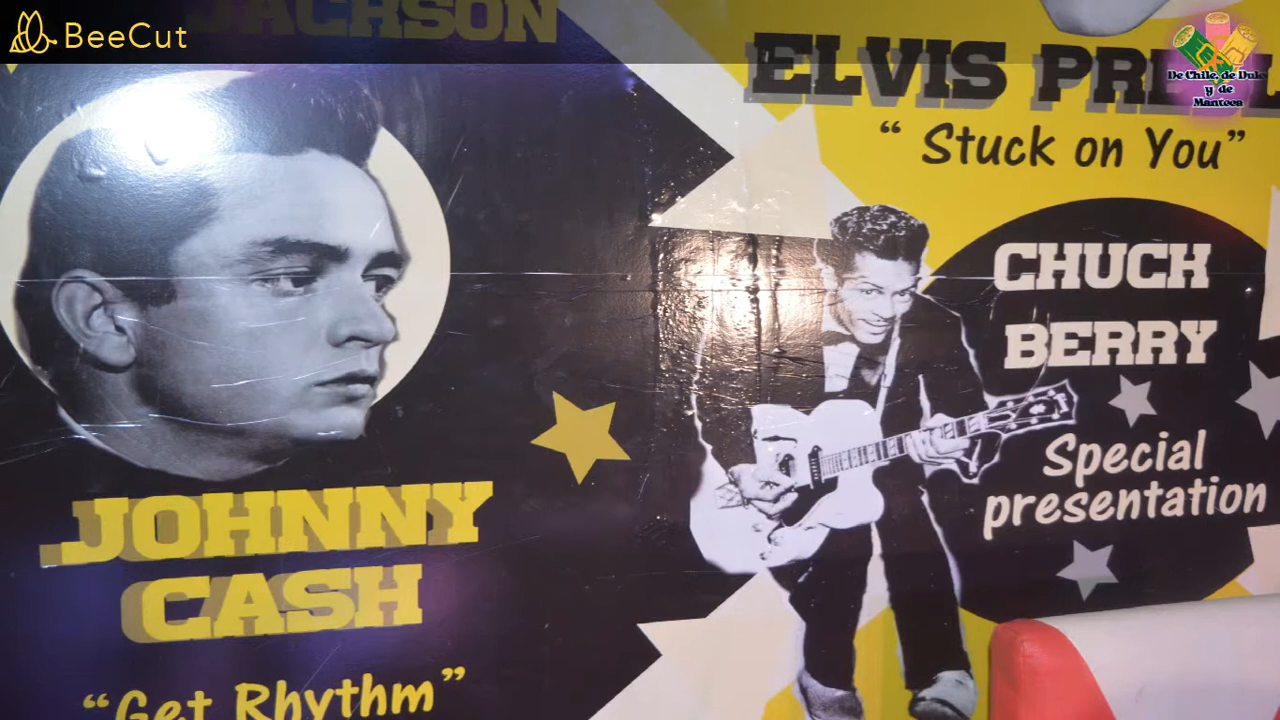 BeeCut
JACKSON
ELVIS
De Chile, de Dulce
y de
Manteca
“ Stuck on You”
CHUCK
BERRY
Special
presentation
JOHNNY
CASH
“Get Rhythm”